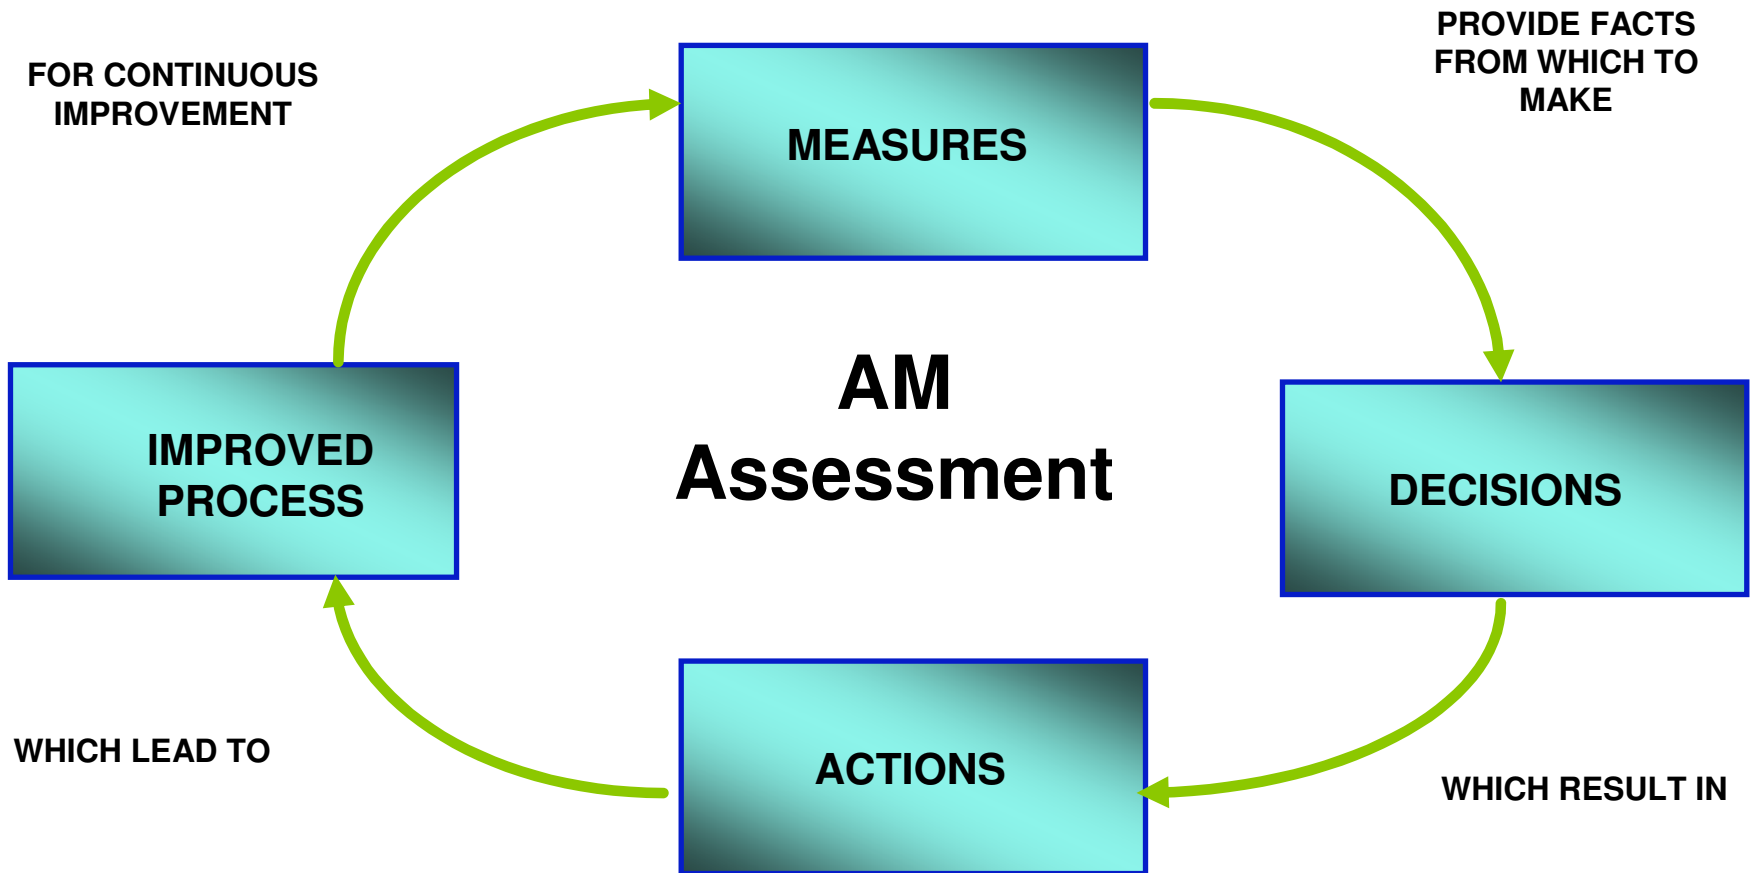 FOR CONTINUOUS
IMPROVEMENT
MEASURES
PROVIDE FACTS
FROM WHICH TO
MAKE
AM
Assessment
IMPROVED
PROCESS
DECISIONS
WHICH LEAD TO
ACTIONS
WHICH RESULT IN